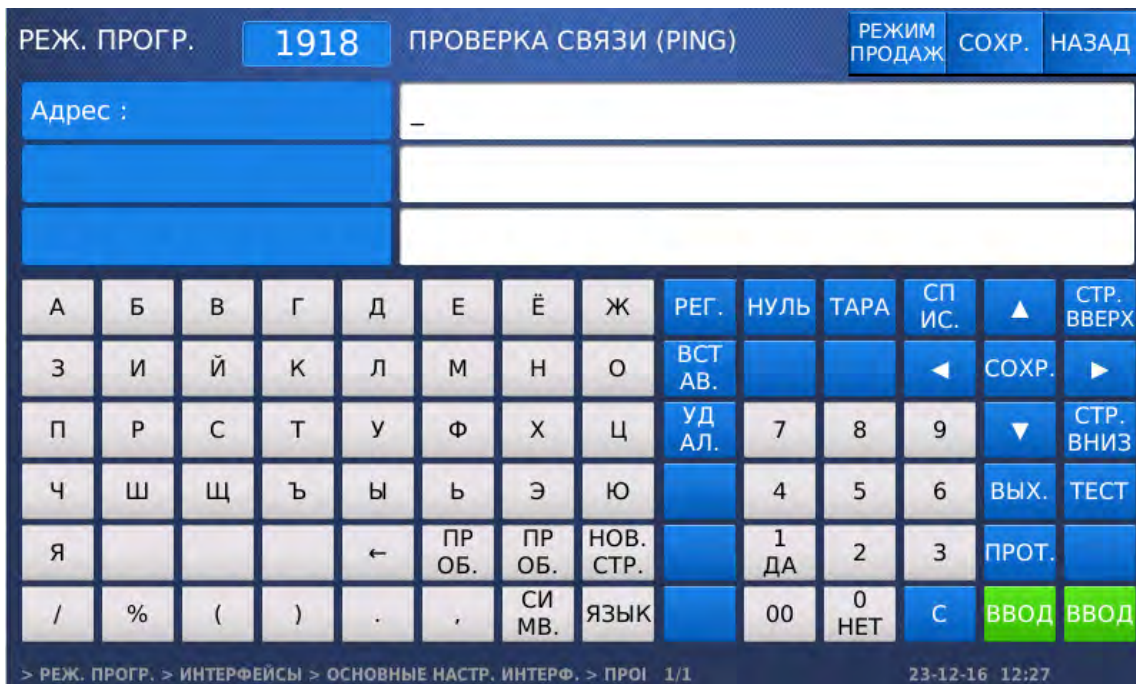 РЕЖ. ПРОГР. 1918 ПРОВЕРКА СВЯЗИ (PING) РЕЖИМ ПРОДАЖ СОХР. НАЗАД
Адрес : _
А Б В Г Д Е Ё Ж РЕГ. НУЛЬ ТАРА СП ИС. ▲ СТР. ВВЕРХ
З И Й К Л М Н О ВСТ АВ. ◄ СОХР. ►
П Р С Т У Ф Х Ц УД АЛ. 7 8 9 ▼ СТР. ВНИЗ
Ч Ш Щ Ъ Ы Ь Э Ю 4 5 6 ВЫХ. ТЕСТ
Я ← ПР ОБ. ПР ОБ. НОВ. СТР. 1 ДА 2 3 ПРОТ.
/ % ( ) . , СИ МВ. ЯЗЫК 00 0 НЕТ С ВВОД ВВОД
> РЕЖ. ПРОГР. > ИНТЕРФЕЙСЫ > ОСНОВНЫЕ НАСТР. ИНТЕРФ. > ПРОІ 1/1 23-12-16 12:27